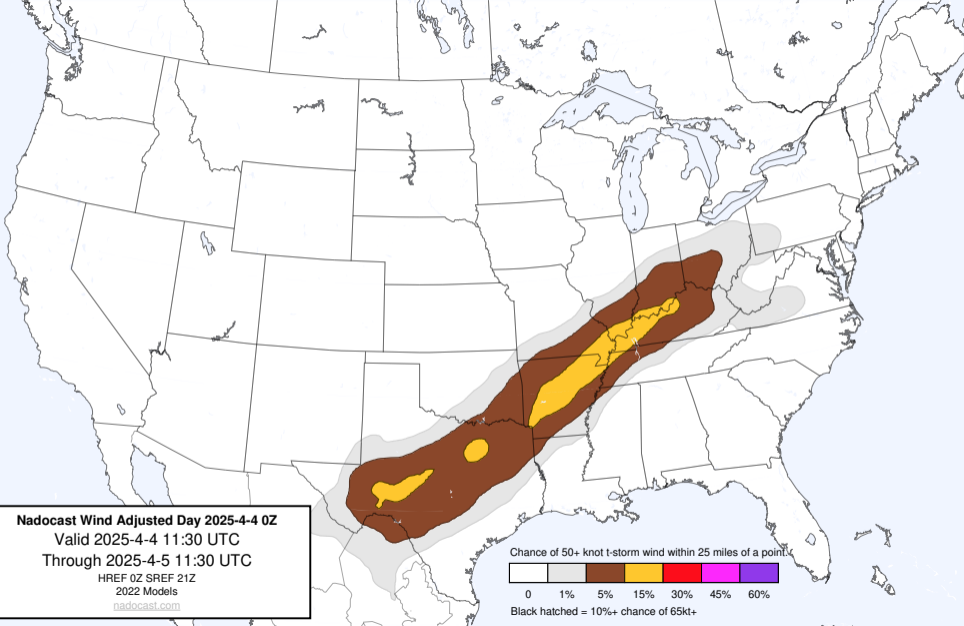 Nadocast Wind Adjusted Day 2025-4-4 0Z
Valid 2025-4-4 11:30 UTC
Through 2025-4-5 11:30 UTC
HREF 0Z SREF 21Z
2022 Models
nadocast.com
Chance of 50+ knot t-storm wind within 25 miles of a point.
0 1% 5% 15% 30% 45% 60%
Black hatched = 10%+ chance of 65kt+